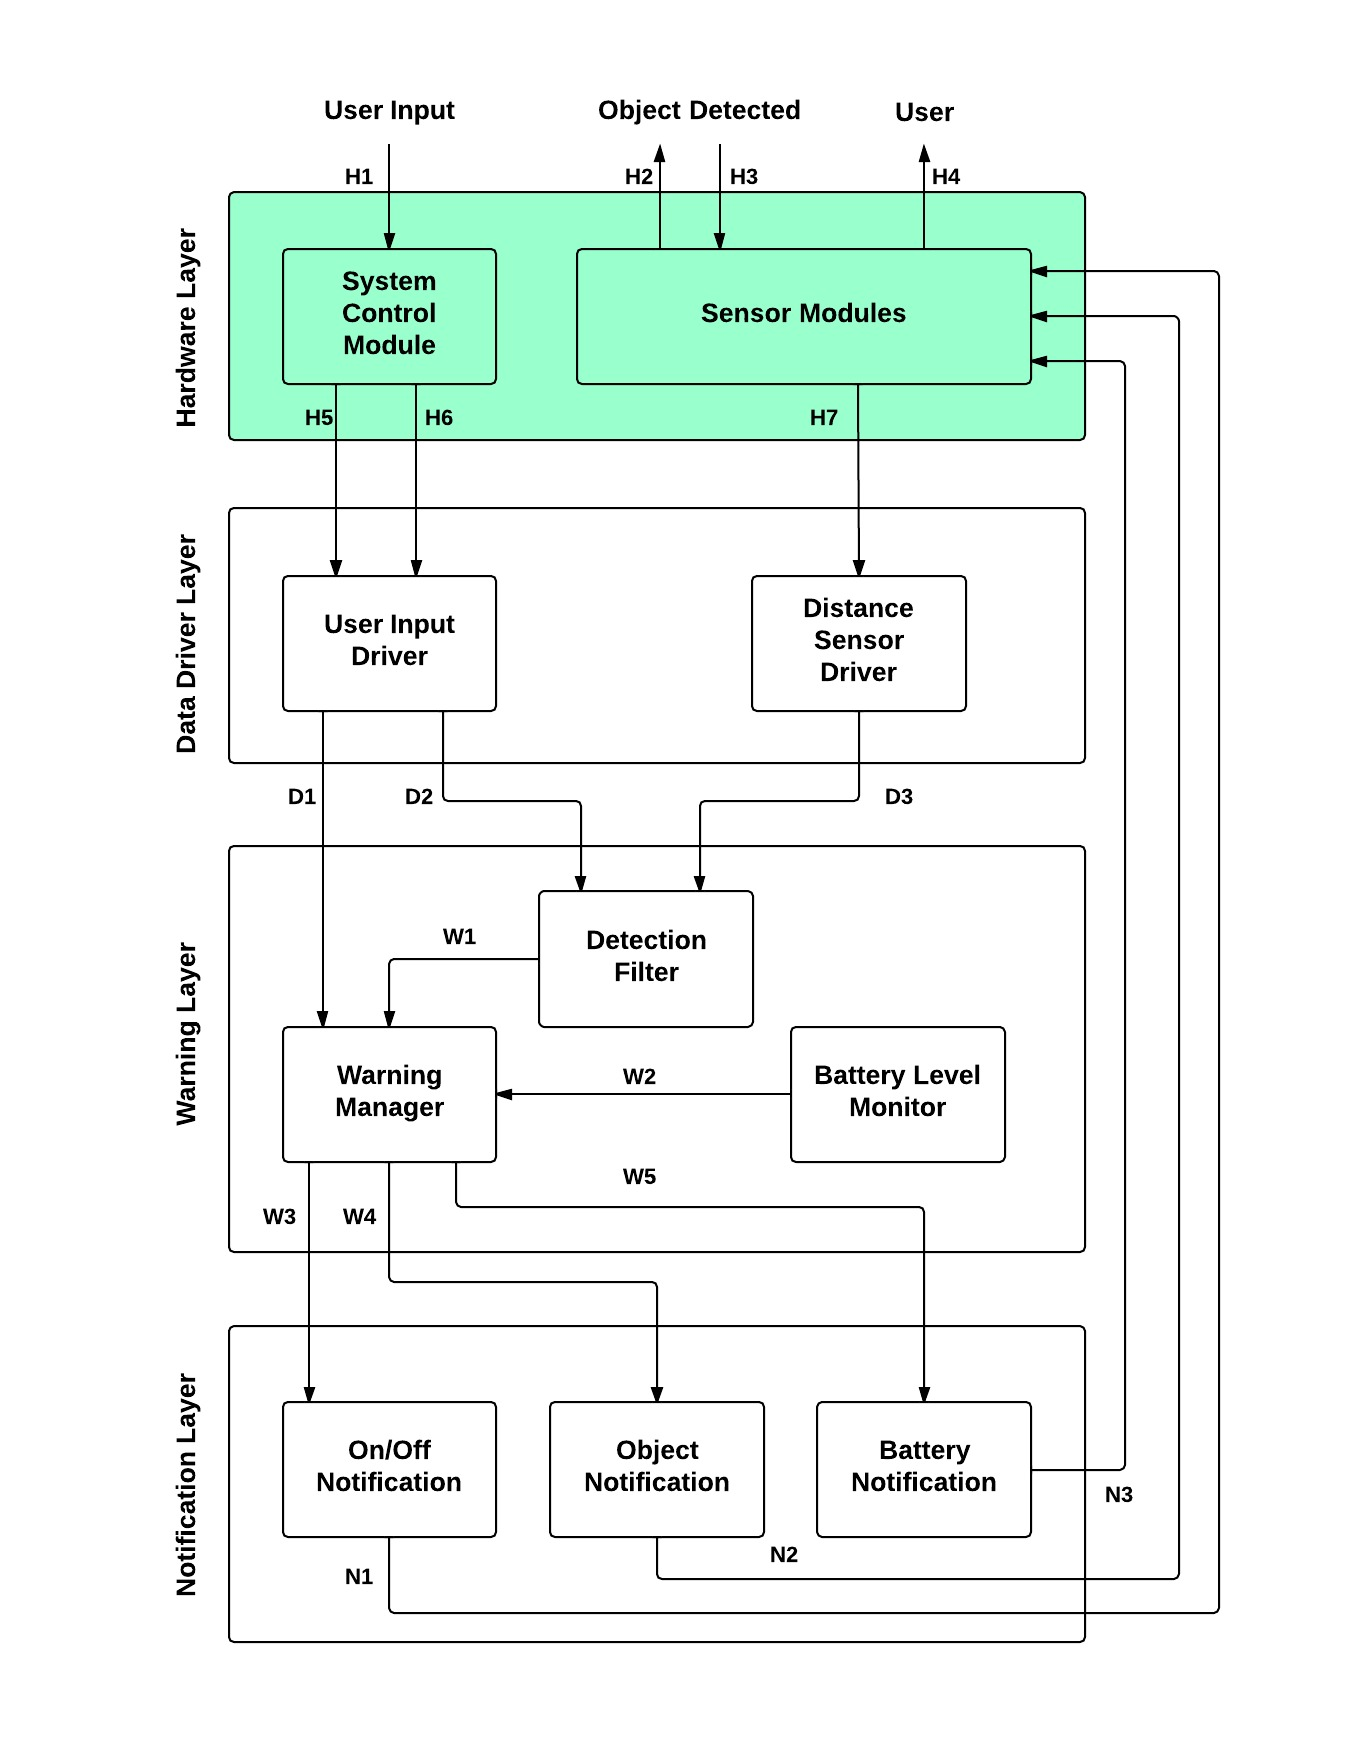 User Input
Object Detected
User
H1
H2
H3
H4
Hardware Layer
System
Control
Module
Sensor Modules
H5
H6
H7
Data Driver Layer
User Input
Driver
Distance
Sensor
Driver
D1
D2
D3
Warning Layer
W1
Detection
Filter
Warning
Manager
W2
Battery Level
Monitor
W3
W4
W5
Notification Layer
On/Off
Notification
Object
Notification
Battery
Notification
N3
N2
N1